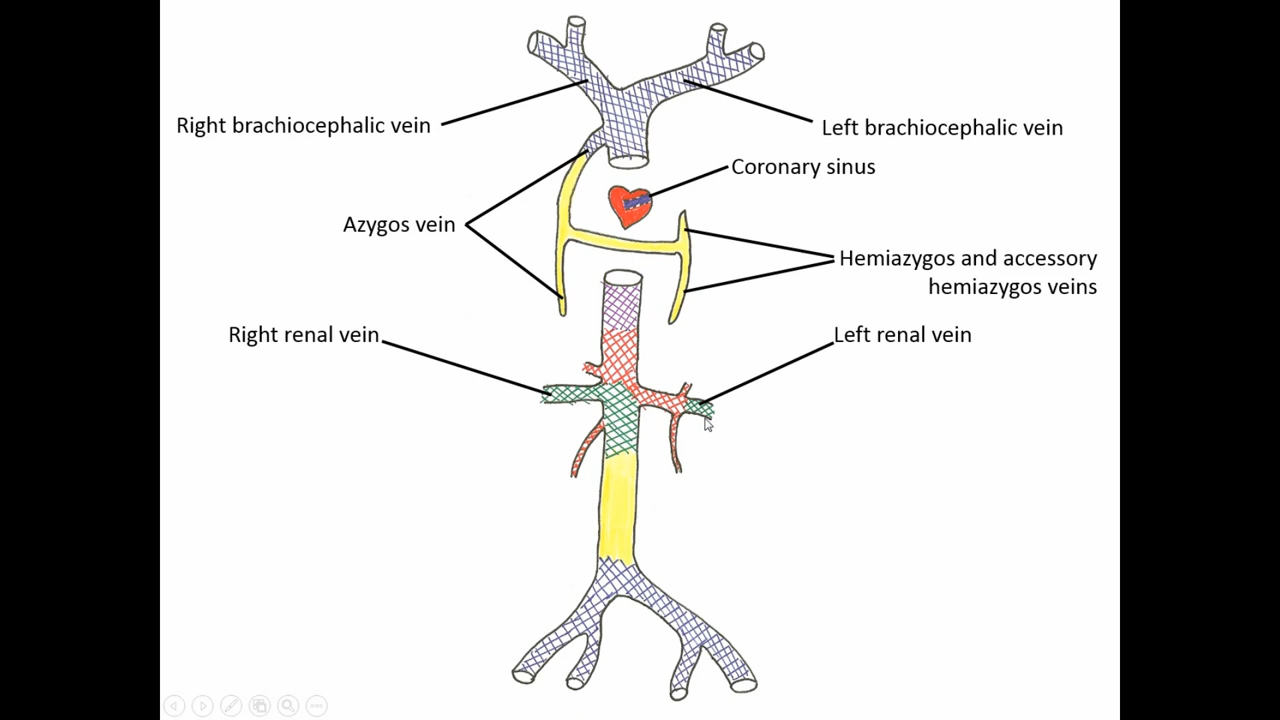 Right brachiocephalic vein
Left brachiocephalic vein
Coronary sinus
Azygos vein
Hemiazygos and accessory
hemiazygos veins
Right renal vein
Left renal vein